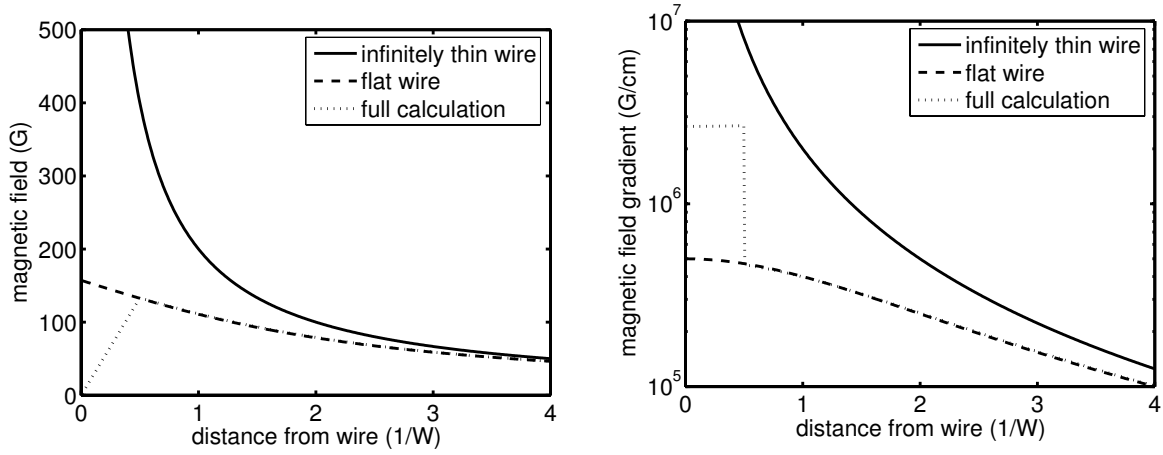 500
400
300
200
100
0
magnetic field (G)
0 1 2 3 4
distance from wire (1/W)
infinitely thin wire
flat wire
full calculation
10^7
10^6
10^5
magnetic field gradient (G/cm)
0 1 2 3 4
distance from wire (1/W)
infinitely thin wire
flat wire
full calculation